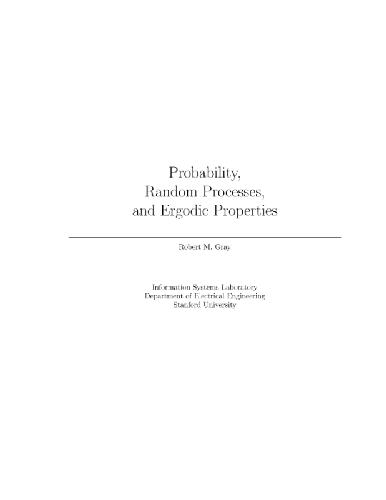 Probability,
Random Processes,
and Ergodic Properties
Robert M. Gray
Information Systems Laboratory
Department of Electrical Engineering
Stanford University